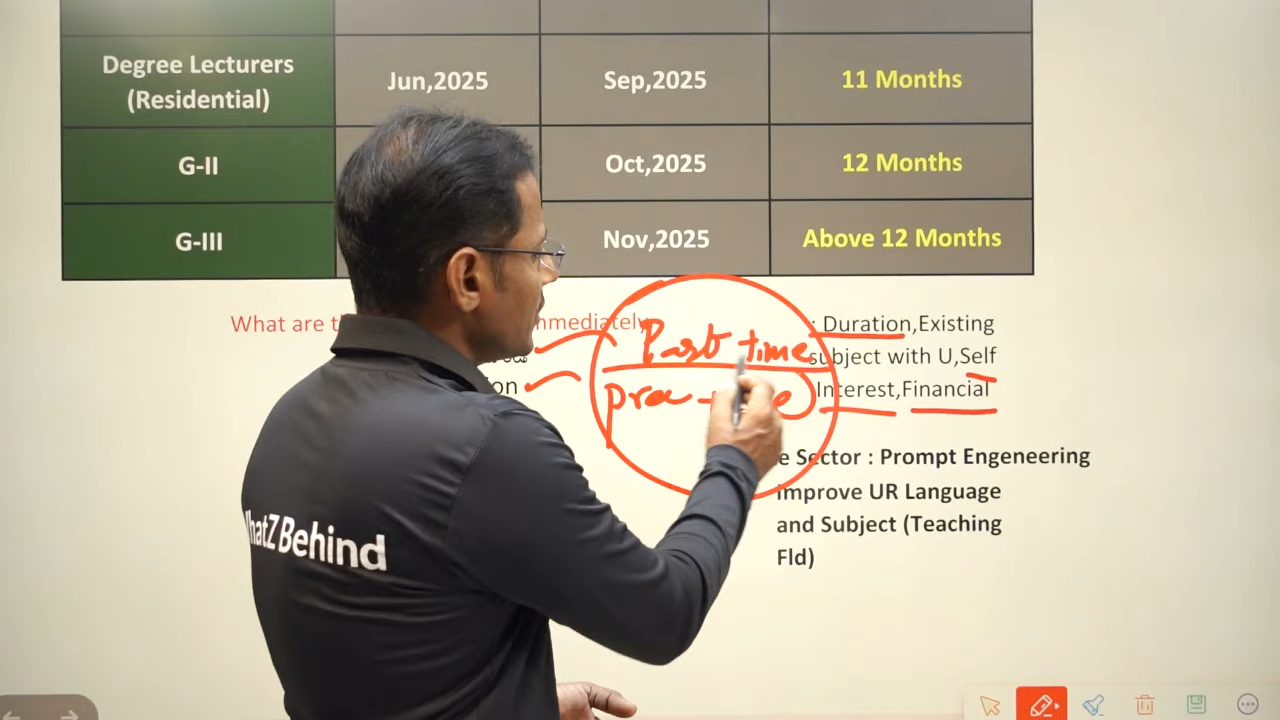 Degree Lecturers
(Residential)
Jun,2025
Sep,2025
11 Months
G-II
Oct,2025
12 Months
G-III
Nov,2025
Above 12 Months
What are
mmediately
: Duration,Existing
subject with U,Self
Interest,Financial
on
Part time
e Sector : Prompt Engeneering
Improve UR Language
and Subject (Teaching
Fld)
hatZ Behind